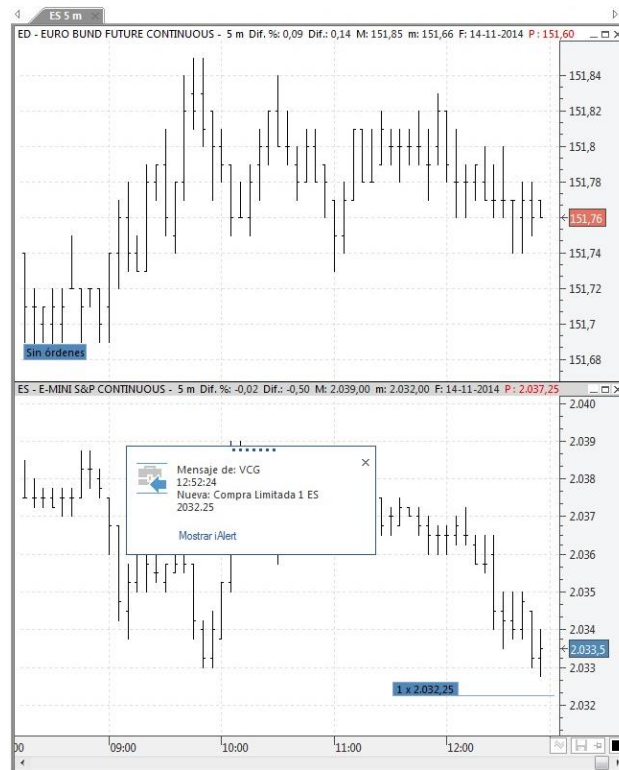 ES 5 m
ED - EURO BUND FUTURE CONTINUOUS - 5 m Dif. %: 0,09 Dif.: 0,14 M: 151,85 m: 151,66 F: 14-11-2014 P : 151,60
151,84
151,82
151,8
151,78
151,76
151,74
151,72
151,7
151,68
Sin órdenes
ES - E-MINI S&P CONTINUOUS - 5 m Dif. %: -0,02 Dif.: -0,50 M: 2.039,00 m: 2.032,00 F: 14-11-2014 P : 2.037,25
2.040
2.039
Mensaje de: VCG
12:52:24
Nueva: Compra Limitada 1 ES
2032.25
Mostrar iAlert
2.038
2.037
2.036
2.035
2.034
2.033,5
2.033
1 x 2.032,25
2.032
00 09:00 10:00 11:00 12:00